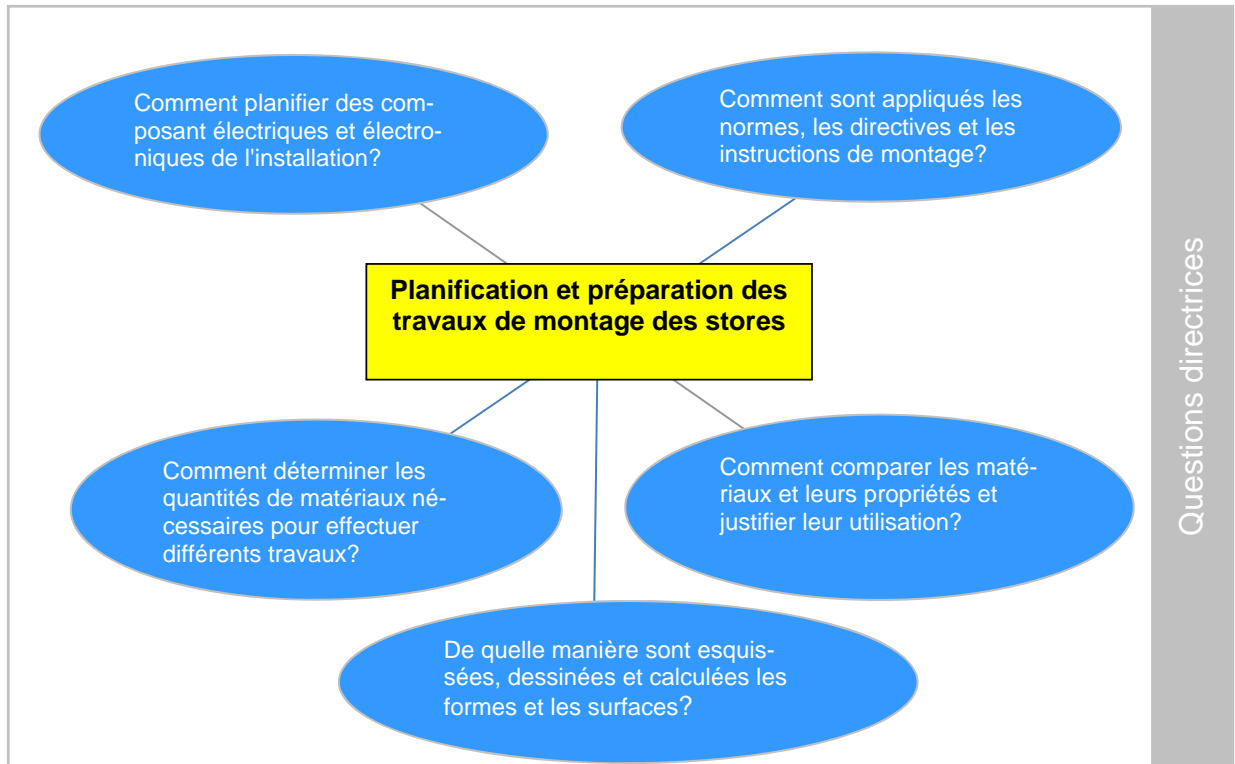 Comment planifier des com-
posant électriques et électro-
niques de l'installation?
Comment sont appliqués les
normes, les directives et les
instructions de montage?
Planification et préparation des
travaux de montage des stores
Comment déterminer les
quantités de matériaux né-
cessaires pour effectuer
différents travaux?
Comment comparer les maté-
riaux et leurs propriétés et
justifier leur utilisation?
De quelle manière sont esquis-
sées, dessinées et calculées les
formes et les surfaces?
Questions directrices